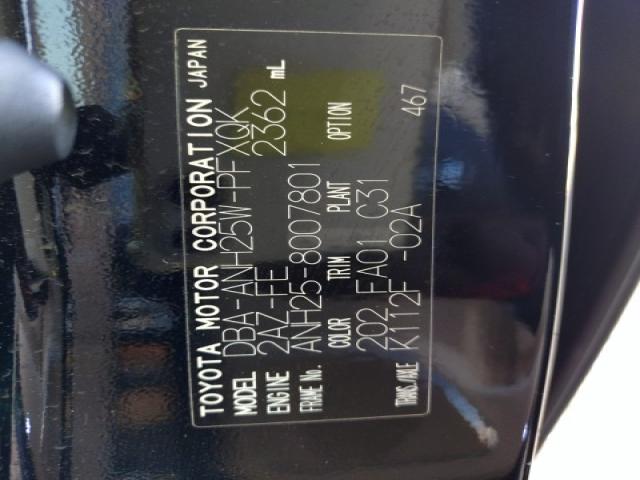 TOYOTA MOTOR CORPORATION JAPAN
MODEL DBA-ANH25W-PFXQK
ENGINE 2AZ-FE 2362 mL
FRAME No. ANH25-8007801
COLOR TRIM PLANT OPTION
202 FA01 C31 467
TRANS./AXLE K112F -02A